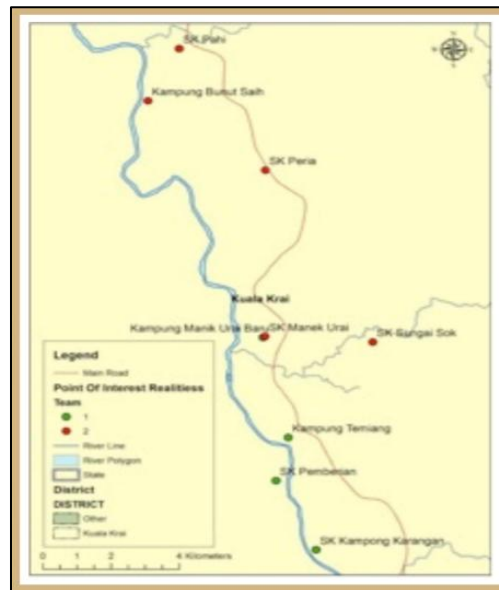 SK Pahi
Kampung Bunut Saih
SK Peria
Kuala Krai
Kampung Manik Urai Baru
SK Manek Urai
SK Sungai Sok
Kampung Temiang
SK Pemberian
SK Kampong Karangan
Legend
Main Road
Point Of Interest Realitiess
Team
1
2
River Line
River Polygon
State
District
DISTRICT
Other
Kuala Krai
0 1 2 4 Kilometers